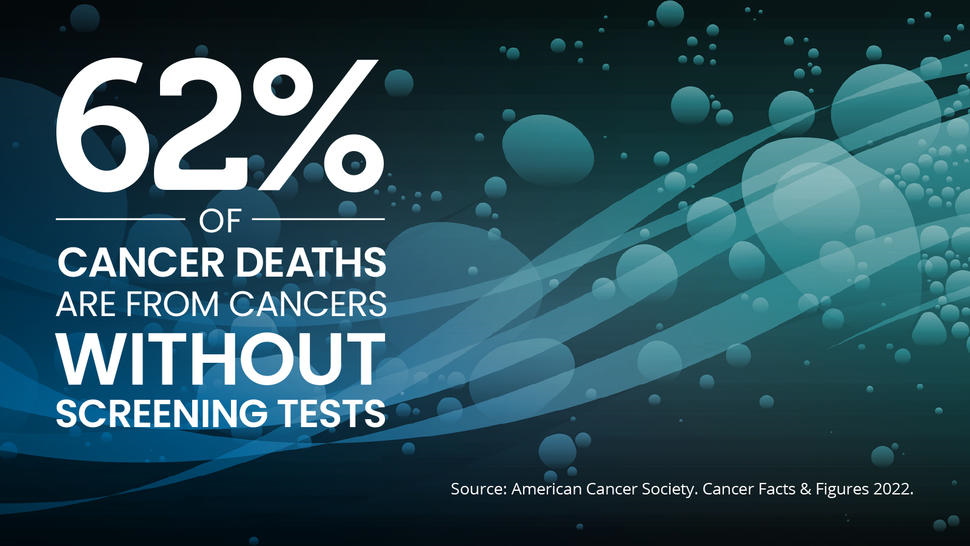 62%
OF
CANCER DEATHS
ARE FROM CANCERS
WITHOUT
SCREENING TESTS
Source: American Cancer Society. Cancer Facts & Figures 2022.